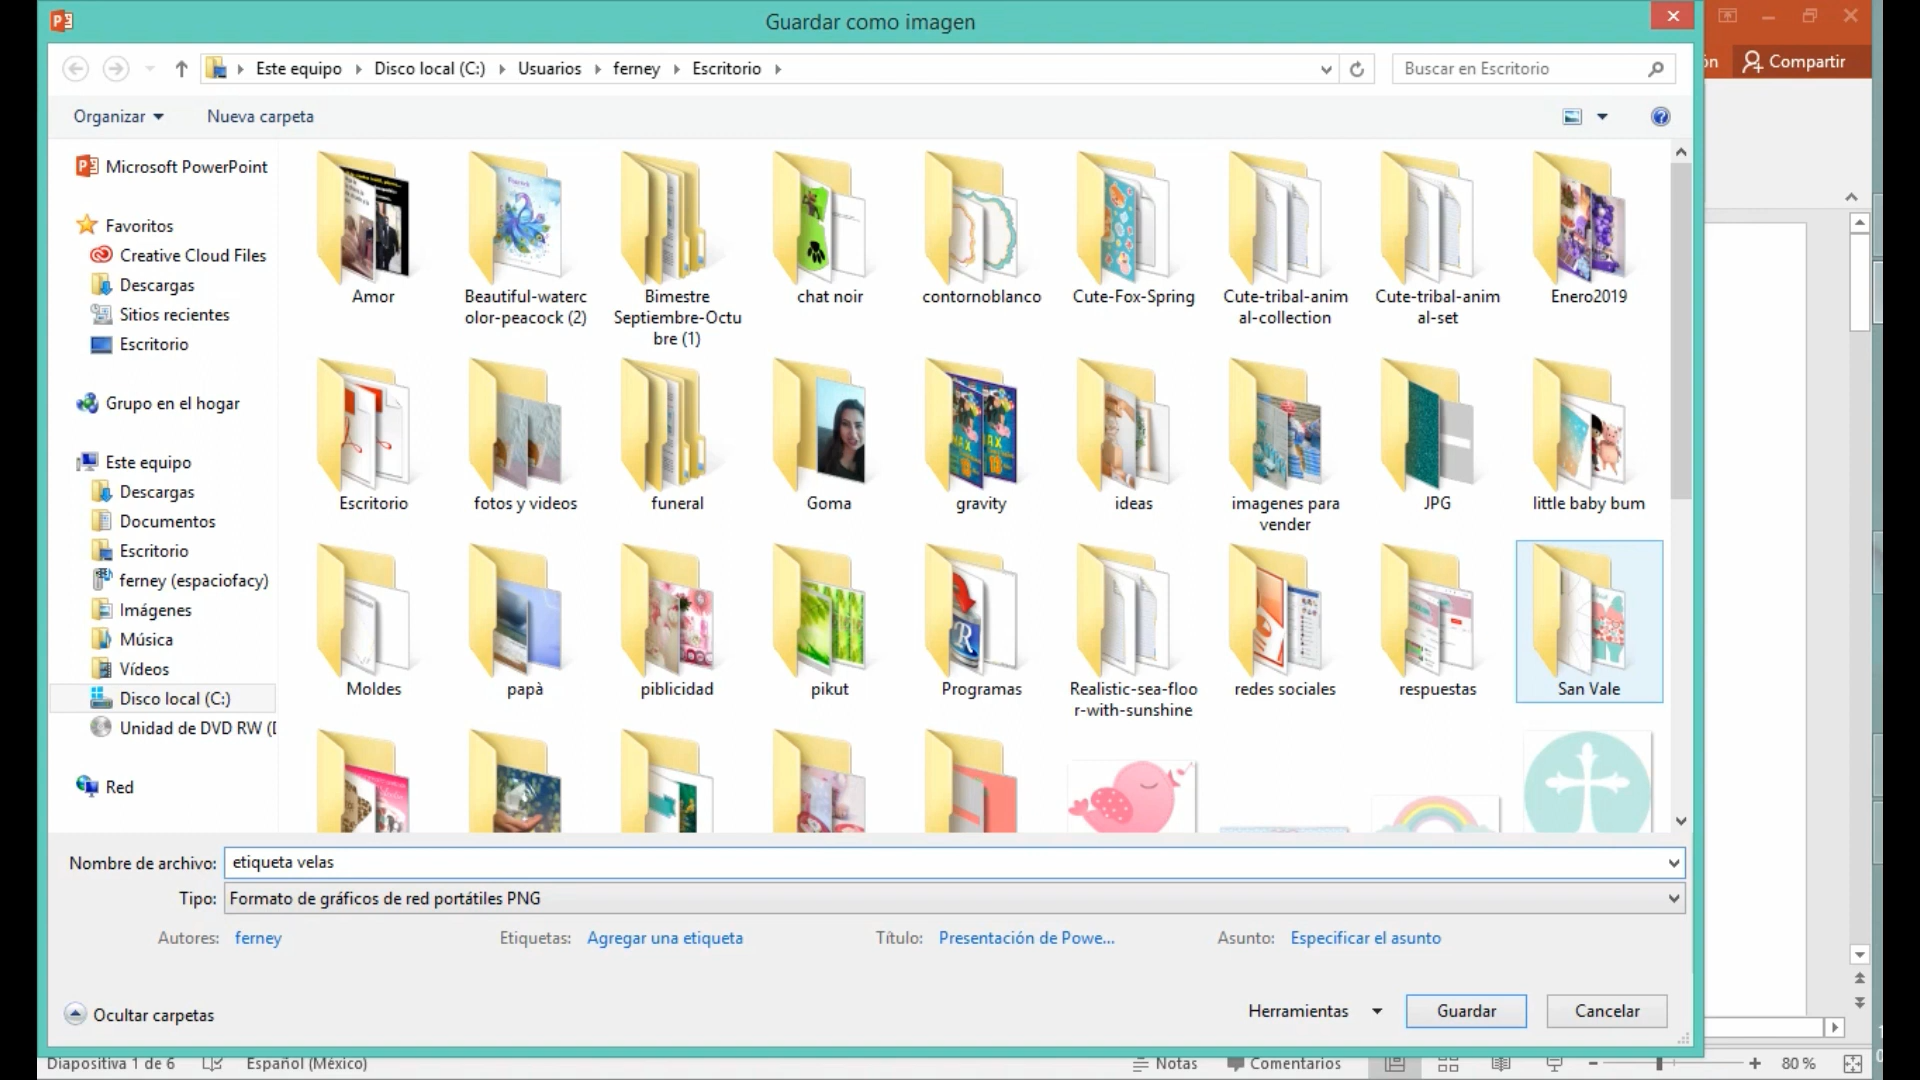 Guardar como imagen
Este equipo
Disco local (C:)
Usuarios
ferney
Escritorio
Buscar en Escritorio
Compartir
Organizar
Nueva carpeta
Microsoft PowerPoint
Favoritos
Creative Cloud Files
Descargas
Sitios recientes
Escritorio
Grupo en el hogar
Este equipo
Descargas
Documentos
Escritorio
ferney (espaciofacy)
Imágenes
Música
Vídeos
Disco local (C:)
Unidad de DVD RW (
Red
Amor
Beautiful-waterc
olor-peacock (2)
Bimestre
Septiembre-Octu
bre (1)
chat noir
contornoblanco
Cute-Fox-Spring
Cute-tribal-anim
al-collection
Cute-tribal-anim
al-set
Enero2019
Escritorio
fotos y videos
funeral
Goma
gravity
ideas
imagenes para
vender
JPG
little baby bum
Moldes
papà
piblicidad
pikut
Programas
Realistic-sea-floo
r-with-sunshine
redes sociales
respuestas
San Vale
Nombre de archivo: etiqueta velas
Tipo: Formato de gráficos de red portátiles PNG
Autores: ferney
Etiquetas: Agregar una etiqueta
Título: Presentación de Powe...
Asunto: Especificar el asunto
Ocultar carpetas
Herramientas
Guardar
Cancelar
Diapositiva 1 de 6
Español (México)
Notas
Comentarios
80 %